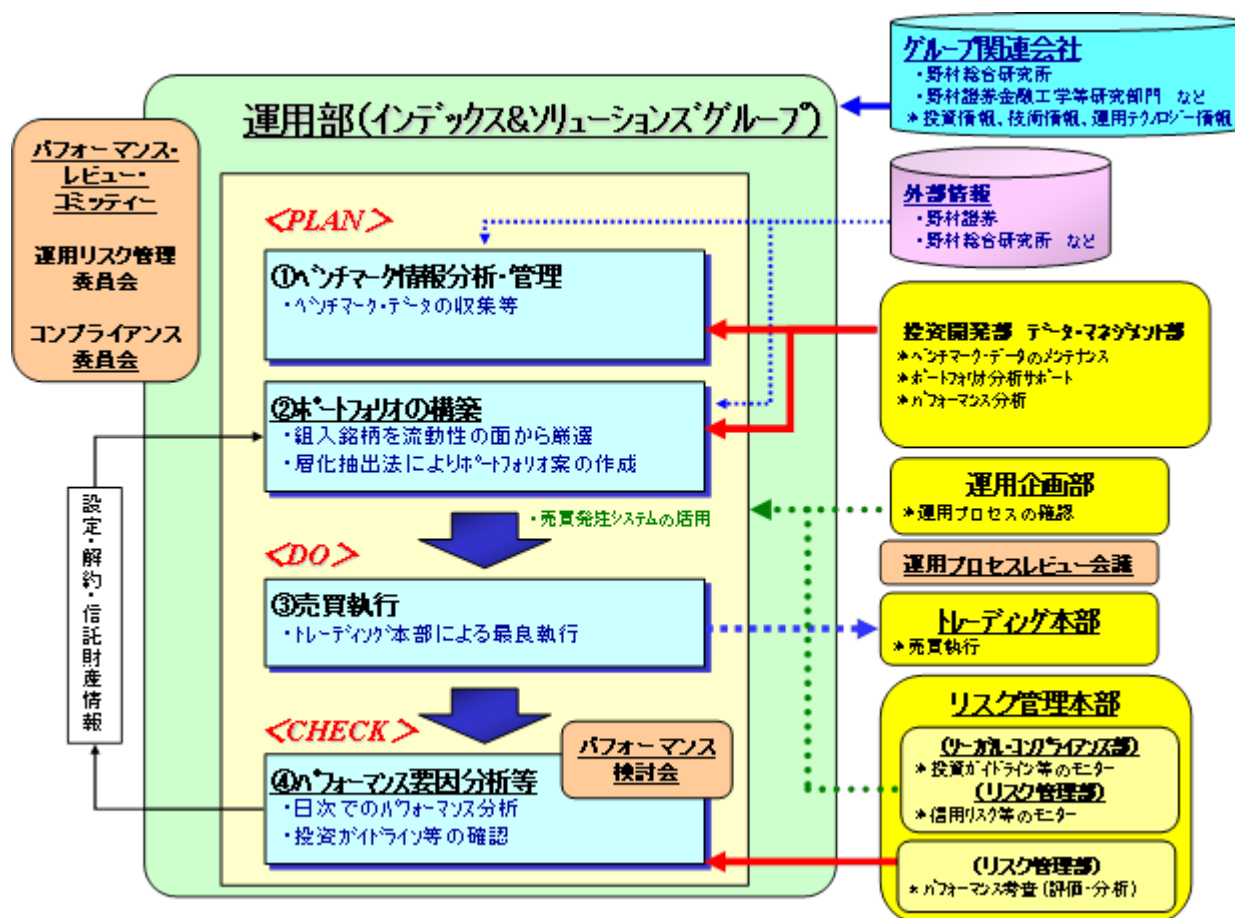 運用部(インデックス&ソリューションズグループ)
グループ関連会社
・野村総合研究所
・野村證券金融工学等研究部門 など
＊投資情報、技術情報、運用テクノロジー情報
パフォーマンス・
レビュー・
コミッティー
運用リスク管理
委員会
コンプライアンス
委員会
外部情報
・野村證券
・野村総合研究所 など
<PLAN>
①ベンチマーク情報分析・管理
・ベンチマーク・データの収集等
投資開発部 データ・マネジメント部
＊ベンチマーク・データのメンテナンス
＊ポートフォリオ分析サポート
＊パフォーマンス分析
②ポートフォリオの構築
・組入銘柄を流動性の面から厳選
・層化抽出法によりポートフォリオ案の作成
運用企画部
＊運用プロセスの確認
・売買発注システムの活用
設定・解約・信託財産情報
<DO>
運用プロセスレビュー会議
③売買執行
・トレーディング本部による最良執行
トレーディング本部
＊売買執行
<CHECK>
パフォーマンス
検討会
④パフォーマンス要因分析等
・日次でのパフォーマンス分析
・投資ガイドライン等の確認
リスク管理本部
(リーガル・コンプライアンス部)
＊投資ガイドライン等のモニター
(リスク管理部)
＊信用リスク等のモニター
(リスク管理部)
＊パフォーマンス考査(評価・分析)